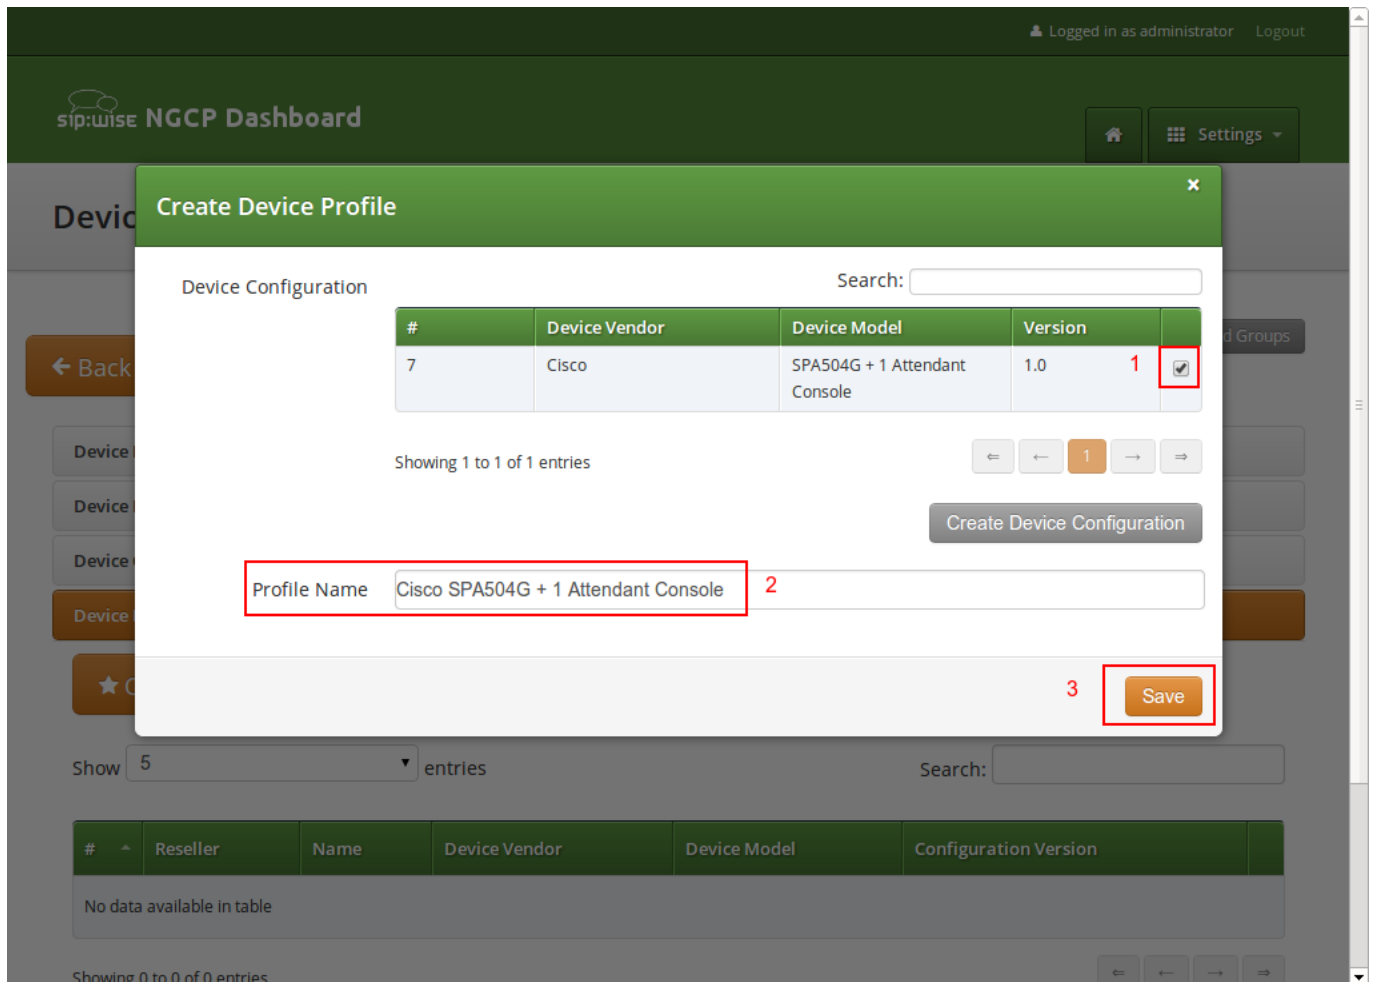 Logged in as administrator Logout
sip:wise NGCP Dashboard
Settings
Devic
Create Device Profile
×
Device Configuration
Search:
# Device Vendor Device Model Version
7 Cisco SPA504G + 1 Attendant Console 1.0 1
d Groups
Back
Showing 1 to 1 of 1 entries
⇐ ← 1 → ⇒
Device
Device
Create Device Configuration
Device
Profile Name Cisco SPA504G + 1 Attendant Console 2
Device
3 Save
Show 5 entries
Search:
# Reseller Name Device Vendor Device Model Configuration Version
No data available in table
Showing 0 to 0 of 0 entries
⇐ ← → ⇒